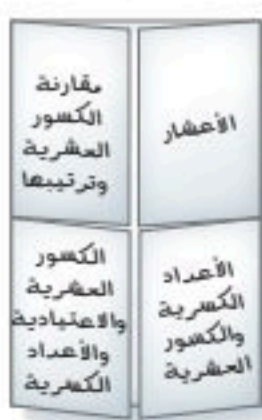 الأعشار
مقارنة
الكسور
العشرية
وترتيبها
الأعداد
الكسرية
والكسور
العشرية
الكسور
العشرية
والاعتيادية
والأعداد
الكسرية